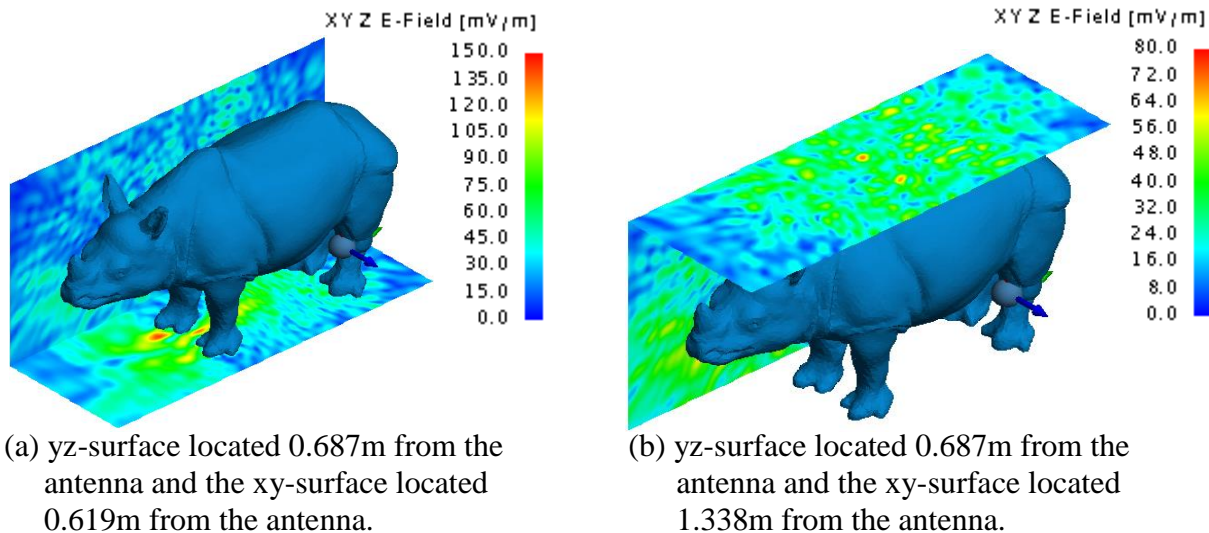 XYZ E-Field [mV/m]
150.0
135.0
120.0
105.0
90.0
75.0
60.0
45.0
30.0
15.0
0.0
(a) yz-surface located 0.687m from the
antenna and the xy-surface located
0.619m from the antenna.
XYZ E-Field [mV/m]
80.0
72.0
64.0
56.0
48.0
40.0
32.0
24.0
16.0
8.0
0.0
(b) yz-surface located 0.687m from the
antenna and the xy-surface located
1.338m from the antenna.